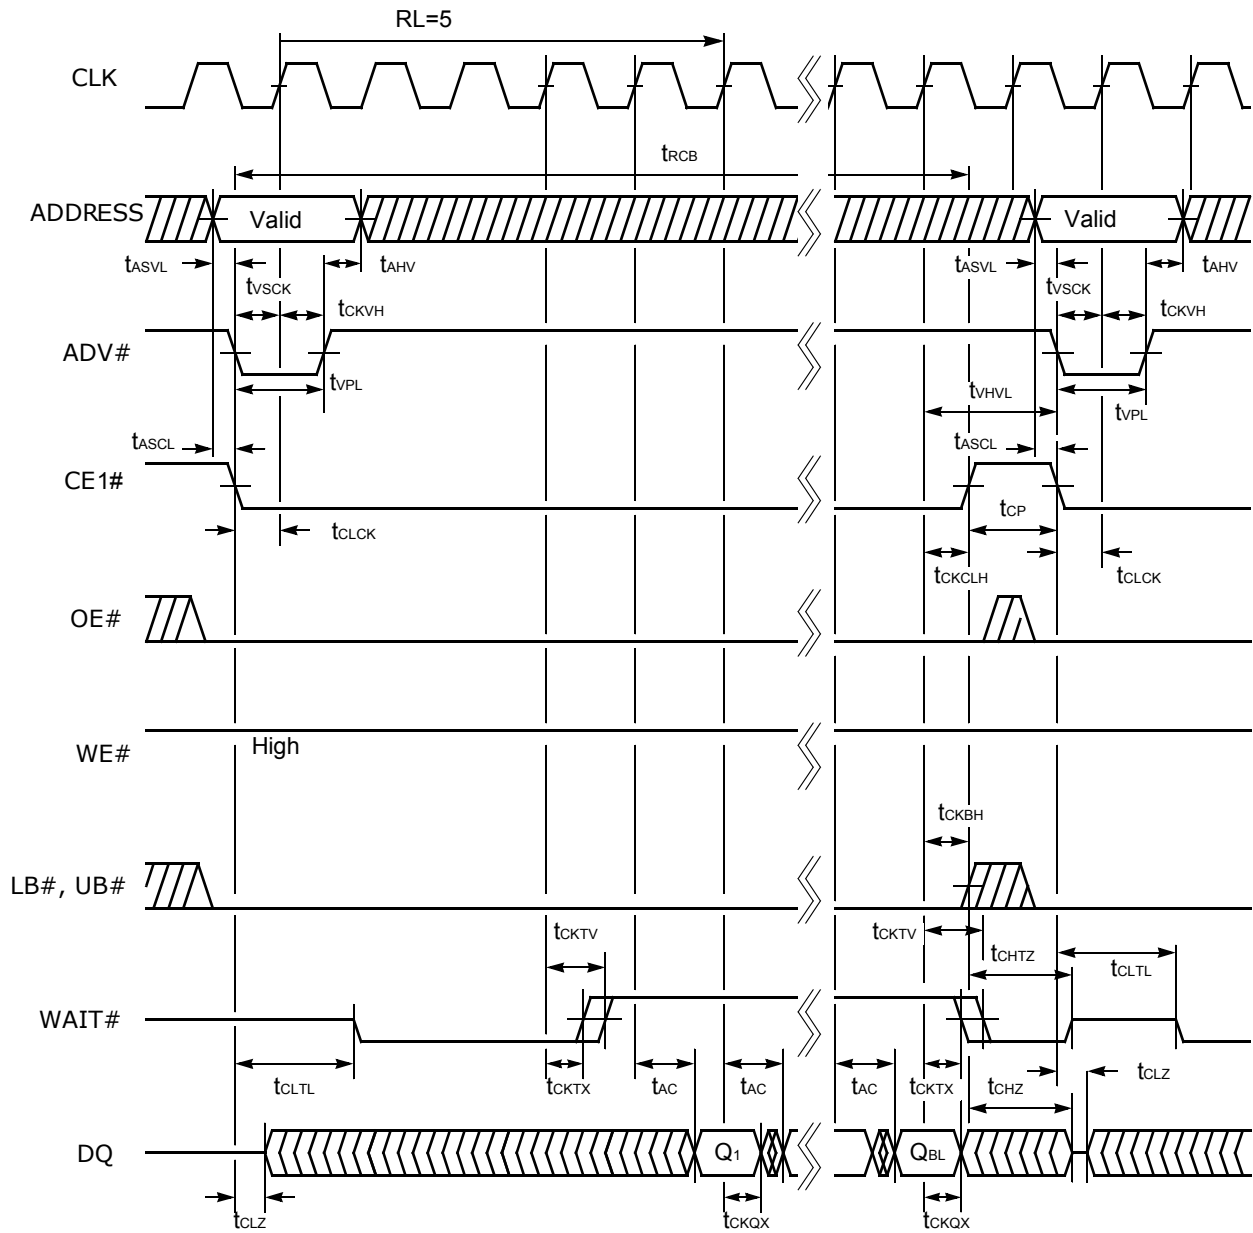 RL=5
CLK
tRCB
ADDRESS
Valid
Valid
tASVL
tAHV
tASVL
tAHV
tVSCK
tVSCK
tCKVH
tCKVH
ADV#
tVPL
tVHVL
tVPL
tASCL
tASCL
CE1#
tCP
tCLCK
tCKCLH
tCLCK
OE#
High
WE#
tCKBH
LB#, UB#
tCKTV
tCKTV
tCHTZ
tCLTL
WAIT#
tCLTL
tCKTX
tAC
tAC
tAC
tCKTX
tCHZ
tCLZ
DQ
Q1
QBL
tCLZ
tCKQX
tCKQX